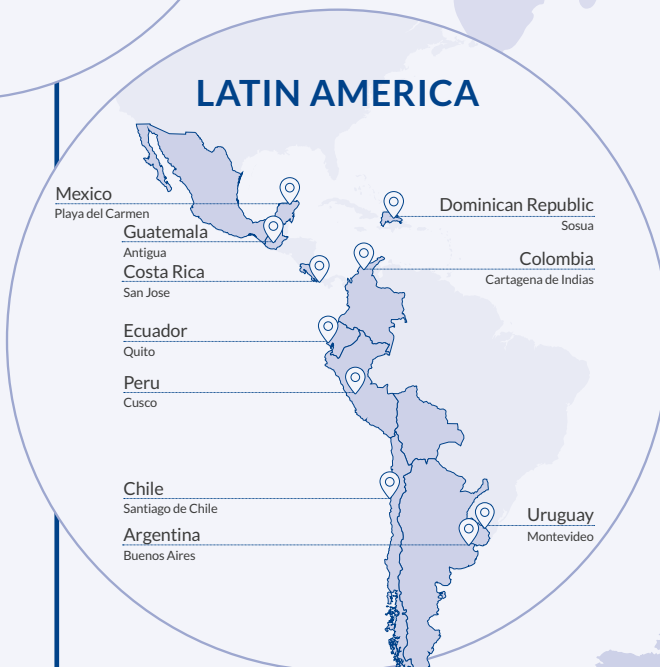 LATIN AMERICA
Mexico
Playa del Carmen
Guatemala
Antigua
Costa Rica
San Jose
Ecuador
Quito
Peru
Cusco
Chile
Santiago de Chile
Argentina
Buenos Aires
Dominican Republic
Sosua
Colombia
Cartagena de Indias
Uruguay
Montevideo